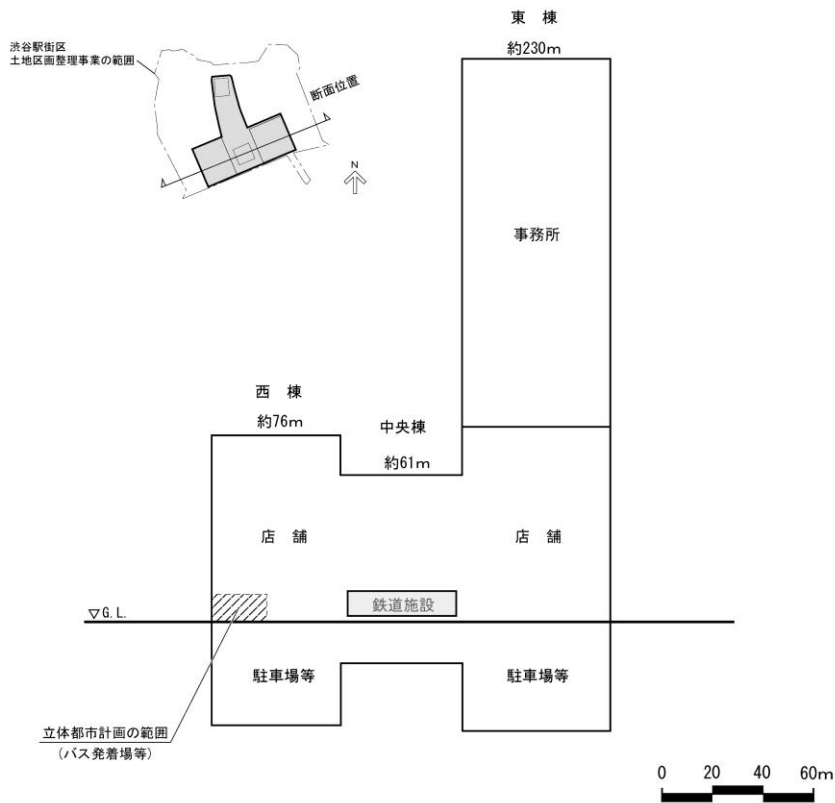 渋谷駅街区
土地区画整理事業の範囲
断面位置
N
東 棟
約230m
事務所
西 棟
約76m
中央棟
約61m
店 舗
店 舗
鉄道施設
▽G.L.
駐車場等
駐車場等
立体都市計画の範囲
（バス発着場等）
0 20 40 60m